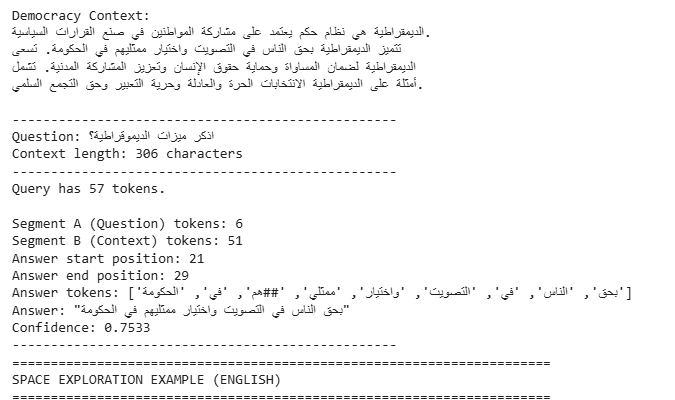 Democracy Context:
الديمقراطية هي نظام حكم يعتمد على مشاركة المواطنين في صنع القرارات السياسية.
تتميز الديمقراطية بحق الناس في التصويت واختيار ممثليهم في الحكومة. تسعى
الديمقراطية لضمان المساواة وحماية حقوق الإنسان وتعزيز المشاركة المدنية. تشمل
أمثلة على الديمقراطية الانتخابات الحرة والعادلة وحرية التعبير وحق التجمع السلمي.
--------------------------------------------------
Question: اذكر ميزات الديموقراطية؟
Context length: 306 characters
--------------------------------------------------
Query has 57 tokens.
Segment A (Question) tokens: 6
Segment B (Context) tokens: 51
Answer start position: 21
Answer end position: 29
Answer tokens: ['بحق', 'الناس', 'في', 'التصويت', 'واختيار', 'ممثلي', '##هم', 'في', 'الحكومة']
Answer: "بحق الناس في التصويت واختيار ممثليهم في الحكومة"
Confidence: 0.7533
--------------------------------------------------
======================================================================
SPACE EXPLORATION EXAMPLE (ENGLISH)
======================================================================